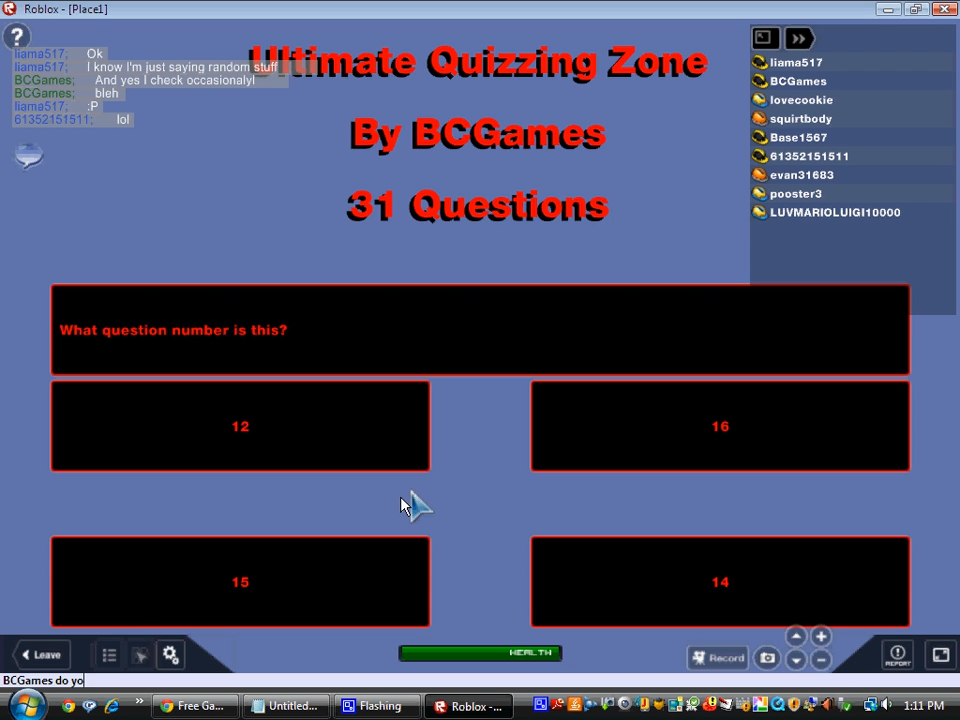 Roblox - [Place1]
liama517; Ok
liama517; I know I'm just saying random stuff
BCGames; And yes I check occasionalyl
BCGames; bleh
liama517; :P
61352151511; lol
Ultimate Quizzing Zone
By BCGames
31 Questions
liama517
BCGames
lovecookie
squirtbody
Base1567
61352151511
evan31683
pooster3
LUVMARIOLUIGI10000
What question number is this?
12
16
15
14
Leave
HEALTH
Record
REPORT
BCGames do yo
Free Ga...
Untitled...
Flashing
Roblox -...
1:11 PM